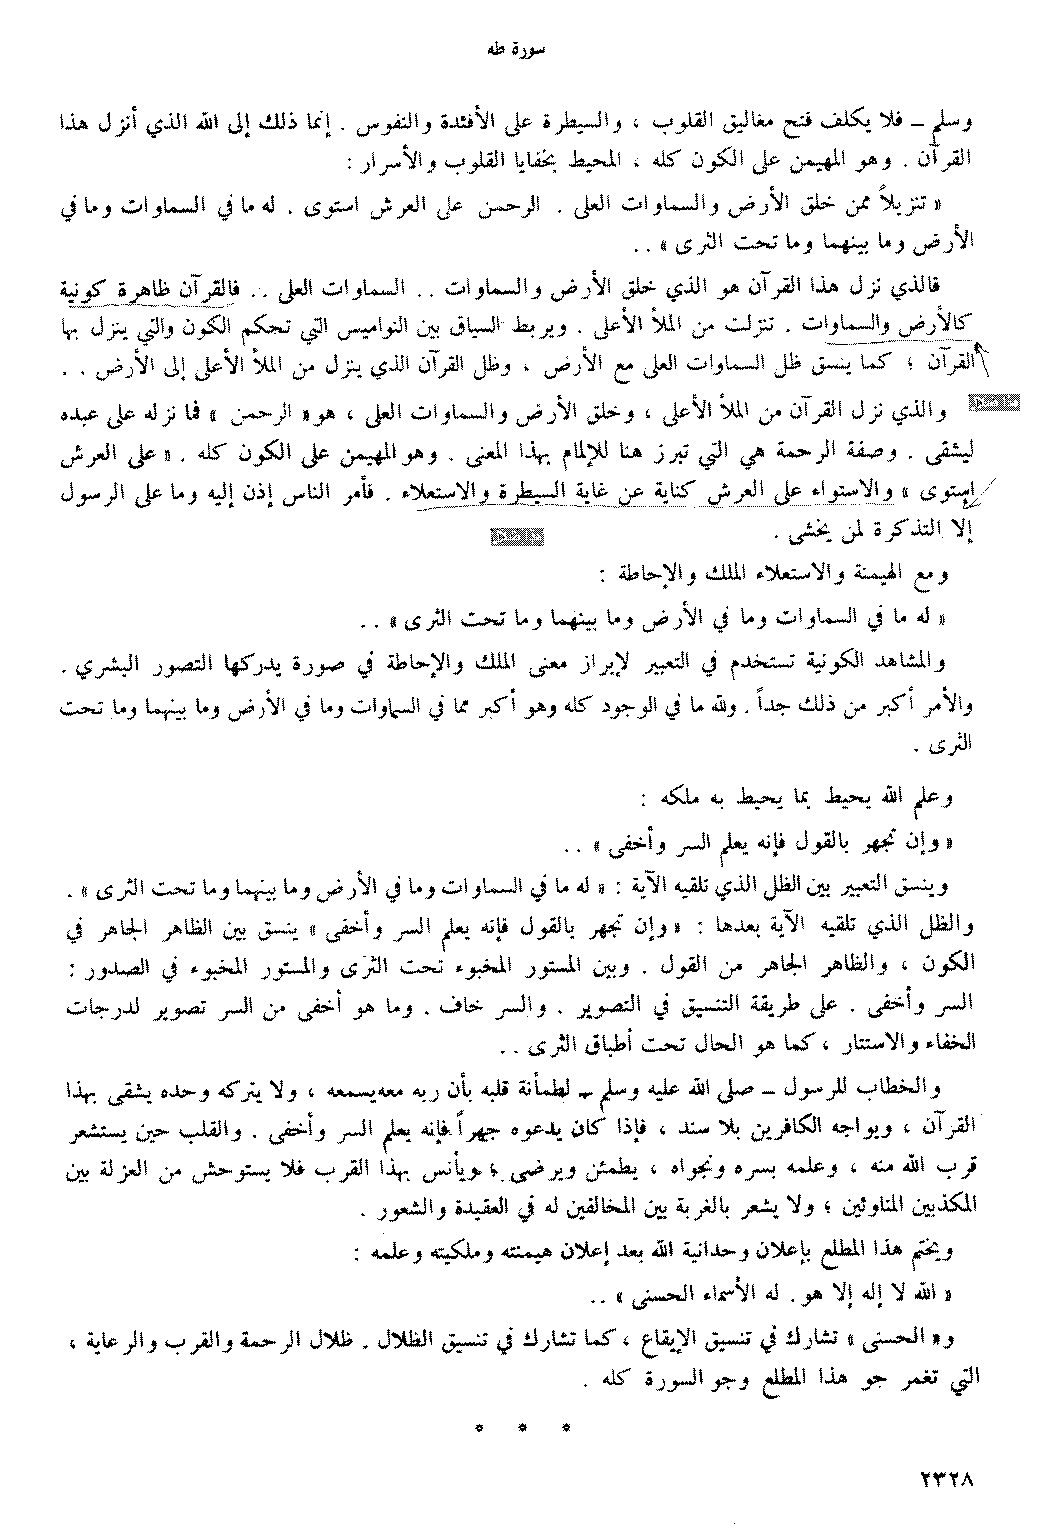 سورة طه
وسلم – فلا يكلف فتح مغاليق القلوب ، والسيطرة على الأفئدة والنفوس . إنما ذلك إلى الله الذي أنزل هذا
القرآن . وهو المهيمن على الكون كله ، المحيط بخفايا القلوب والأسرار :
« تنزيلاً ممن خلق الأرض والسماوات العلى . الرحمن على العرش استوى . له ما في السماوات وما في
الأرض وما بينهما وما تحت الثرى » ..
فالذي نزل هذا القرآن هو الذي خلق الأرض والسماوات .. السماوات العلى .. فالقرآن ظاهرة كونية
كالأرض والسماوات . تنزلت من الملأ الأعلى . ويربط السياق بين النواميس التي تحكم الكون والتي ينزل بها
القرآن ؛ كما ينسق ظل السماوات العلى مع الأرض ، وظل القرآن الذي ينزل من الملأ الأعلى إلى الأرض . .
والذي نزل القرآن من الملأ الأعلى ، وخلق الأرض والسماوات العلى ، هو « الرحمن » فما نزله على عبده
ليشقى . وصفة الرحمة هي التي تبرز هنا للإلمام بهذا المعنى . وهو المهيمن على الكون كله . « على العرش
استوى » والاستواء على العرش كناية عن غاية السيطرة والاستعلاء . فأمر الناس إذن إليه وما على الرسول
إلا التذكرة لمن يخشى .
ومع الهيمنة والاستعلاء الملك والإحاطة :
« له ما في السماوات وما في الأرض وما بينهما وما تحت الثرى » . .
والمشاهد الكونية تستخدم في التعبير لإبراز معنى الملك والإحاطة في صورة يدركها التصور البشري .
والأمر أكبر من ذلك جداً . ولله ما في الوجود كله وهو أكبر مما في السماوات وما في الأرض وما بينهما وما تحت
الثرى .
وعلم الله يحيط بما يحيط به ملكه :
« وإن تجهر بالقول فإنه يعلم السر وأخفى » . .
وينسق التعبير بين الظل الذي تلقيه الآية : « له ما في السماوات وما في الأرض وما بينهما وما تحت الثرى » .
والظل الذي تلقيه الآية بعدها : « وإن تجهر بالقول فإنه يعلم السر وأخفى » ينسق بين الظاهر الجاهر في
الكون ، والظاهر الجاهر من القول . وبين المستور المخبوء تحت الثرى والمستور المخبوء في الصدور :
السر وأخفى . على طريقة التنسيق في التصوير . والسر خاف . وما هو أخفى من السر تصوير لدرجات
الخفاء والاستتار ، كما هو الحال تحت أطباق الثرى . .
والخطاب للرسول – صلى الله عليه وسلم – لطمأنة قلبه بأن ربه معه يسمعه ، ولا يتركه وحده يشقى بهذا
القرآن ، ويواجه الكافرين بلا سند ، فإذا كان يدعوه جهراً فإنه يعلم السر وأخفى . والقلب حين يستشعر
قرب الله منه ، وعلمه بسره ونجواه ، يطمئن ويرضى ؛ ويأنس بهذا القرب فلا يستوحش من العزلة بين
المكذبين المناوئين ؛ ولا يشعر بالغربة بين المخالفين له في العقيدة والشعور .
ويختم هذا المطلع بإعلان وحدانية الله بعد إعلان هيمنته وملكيته وعلمه :
« الله لا إله إلا هو . له الأسماء الحسنى » ..
و« الحسنى » تشارك في تنسيق الإيقاع ، كما تشارك في تنسيق الظلال . ظلال الرحمة والقرب والرعاية ،
التي تغمر جو هذا المطلع وجو السورة كله .
* * *
٢٣٢٨